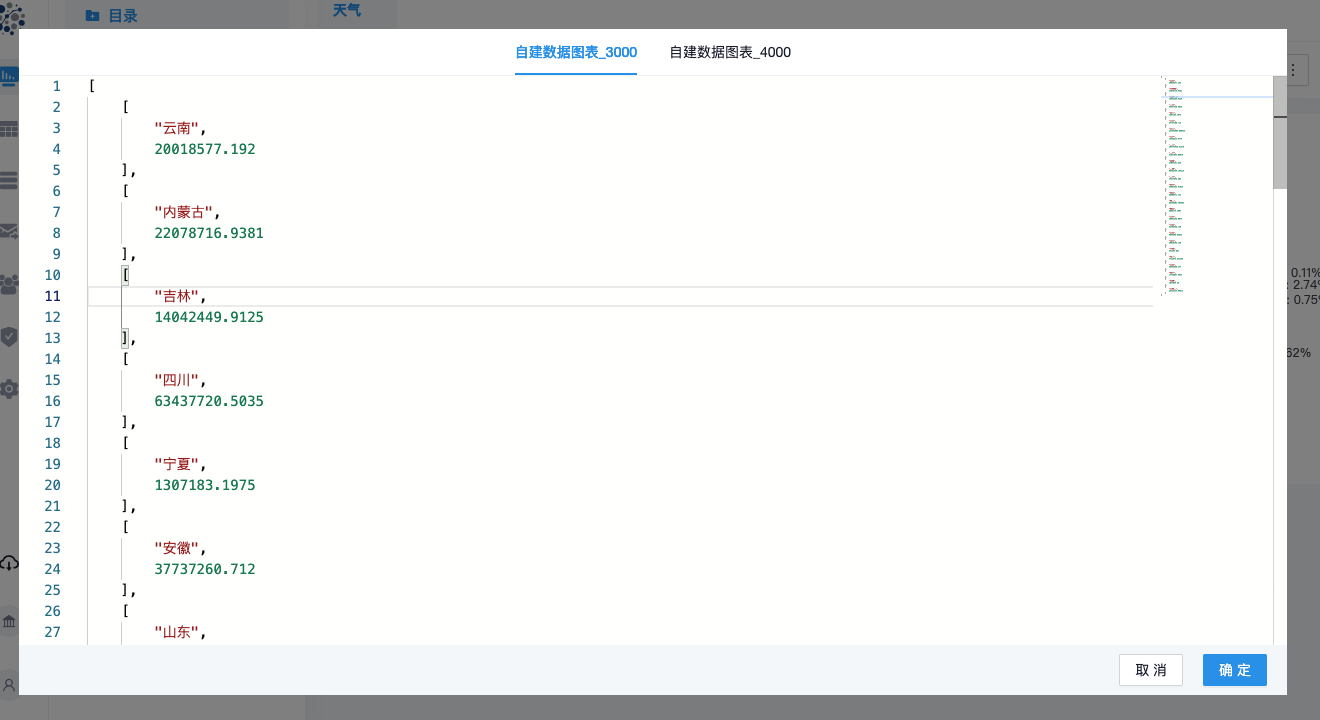 目录
天气
自建数据图表_3000
自建数据图表_4000
1 [
2 [
3 "云南",
4 20018577.192
5 ],
6 [
7 "内蒙古",
8 22078716.9381
9 ],
10 [
11 "吉林",
12 14042449.9125
13 ],
14 [
15 "四川",
16 63437720.5035
17 ],
18 [
19 "宁夏",
20 1307183.1975
21 ],
22 [
23 "安徽",
24 37737260.712
25 ],
26 [
27 "山东",
0.11%
: 2.74%
: 0.75%
62%
取 消
确 定